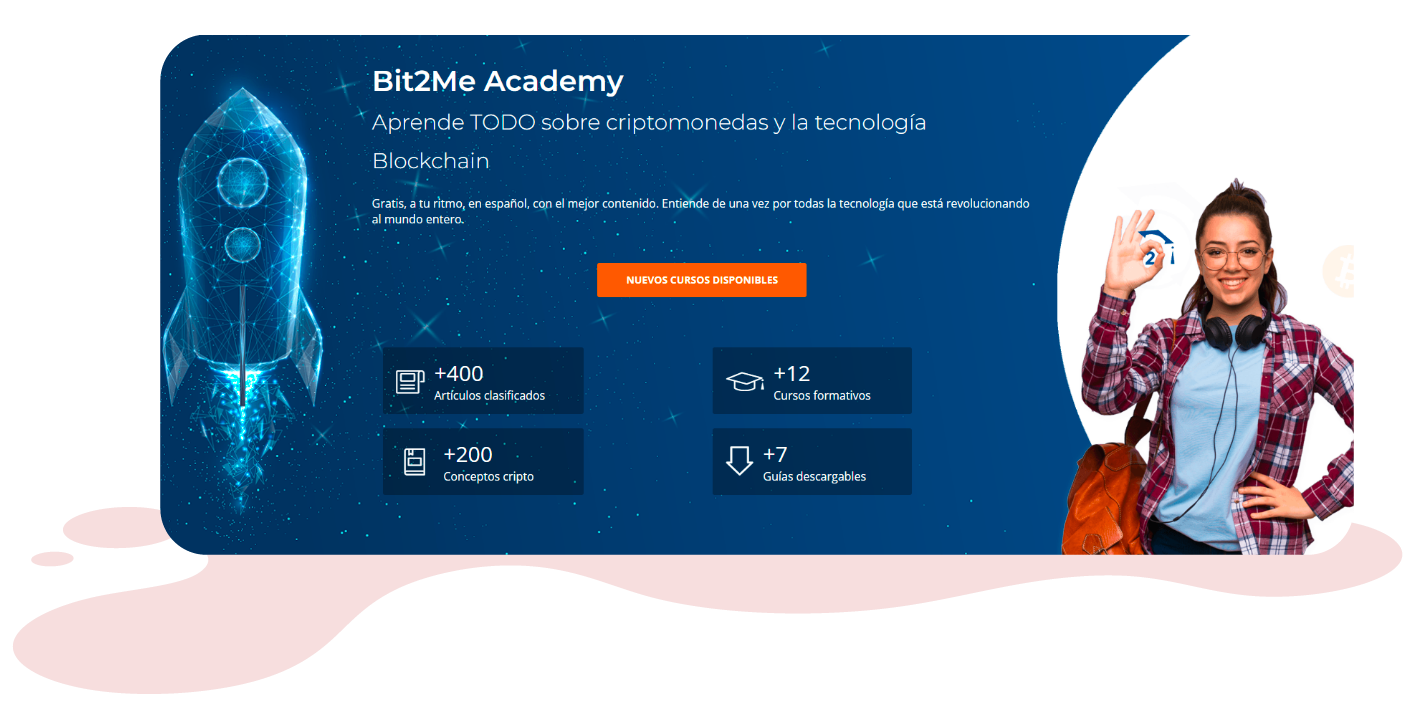 Bit2Me Academy
Aprende TODO sobre criptomonedas y la tecnología
Blockchain
Gratis, a tu ritmo, en español, con el mejor contenido. Entiende de una vez por todas la tecnología que está revolucionando
al mundo entero.
NUEVOS CURSOS DISPONIBLES
+400
Artículos clasificados
+12
Cursos formativos
+200
Conceptos cripto
+7
Guías descargables
2